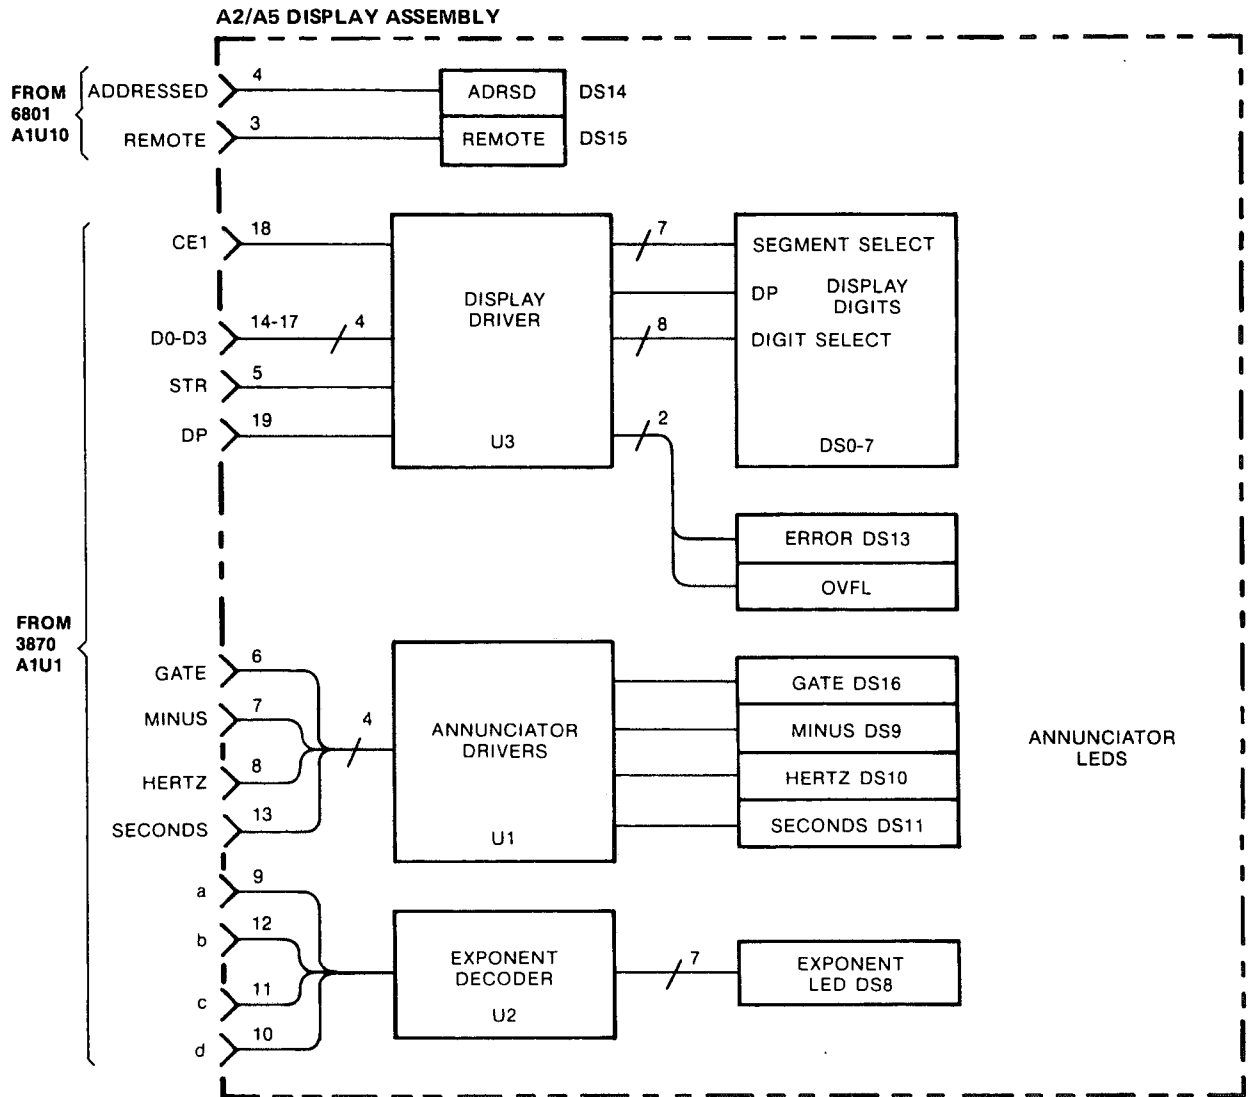 A2/A5 DISPLAY ASSEMBLY
FROM
6801
A1U10
ADDRESSED
4
ADRSD
DS14
REMOTE
3
REMOTE
DS15
FROM
3870
A1U1
CE1
18
D0-D3
14-17
4
STR
5
DP
19
DISPLAY
DRIVER
U3
7
8
2
SEGMENT SELECT
DP
DISPLAY
DIGITS
DIGIT SELECT
DS0-7
ERROR DS13
OVFL
GATE
6
MINUS
7
HERTZ
8
SECONDS
13
4
ANNUNCIATOR
DRIVERS
U1
GATE DS16
MINUS DS9
HERTZ DS10
SECONDS DS11
ANNUNCIATOR
LEDS
a
9
b
12
c
11
d
10
EXPONENT
DECODER
U2
7
EXPONENT
LED DS8